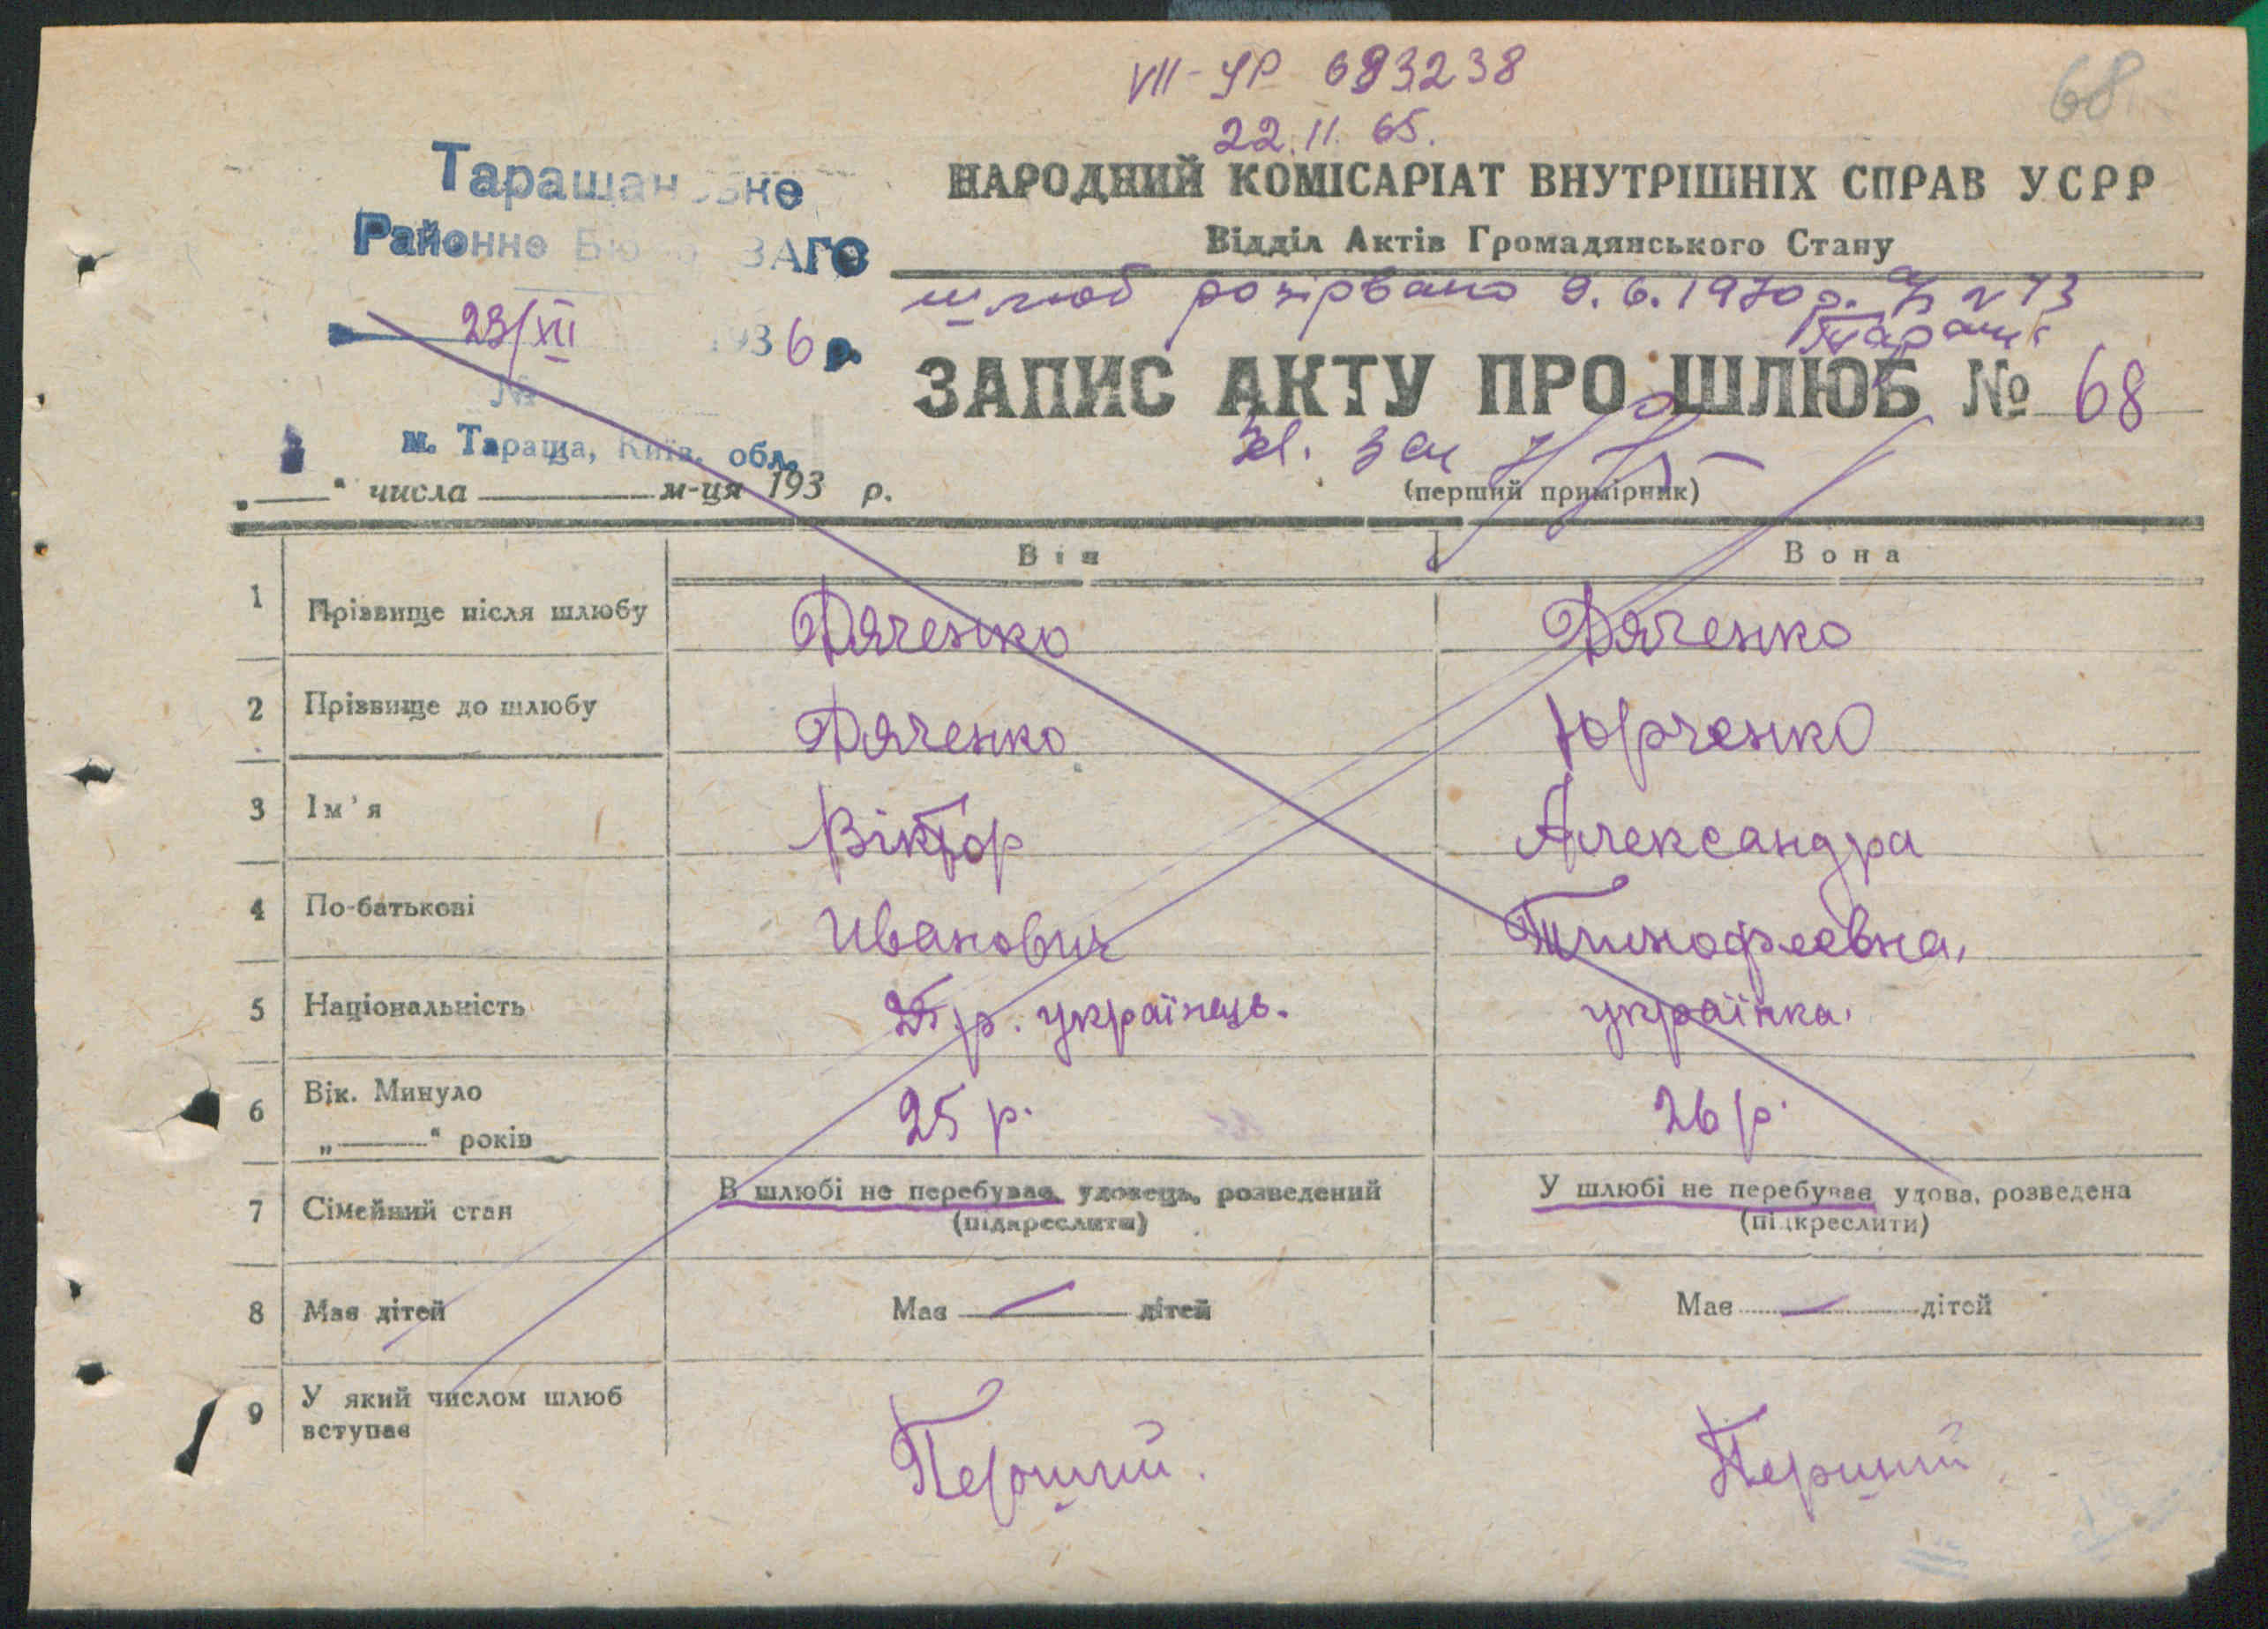 VII-УР 693238
22.11.65.
68
Таращанське
Районне Бюро ЗАГС
23/XII 1936 р.
№
м. Тараща, Київ. обл.
„——“ числа ———— м-ця 193 р.
НАРОДНИЙ КОМІСАРІАТ ВНУТРІШНІХ СПРАВ УСРР
Відділ Актів Громадянського Стану
шлюб розірвано 9.6.1970 р. а/з №13
ЗАПИС АКТУ ПРО ШЛЮБ № 68
(перший примірник)
Він Вона
1 Прізвище після шлюбу Дяченко Дяченко
2 Прізвище до шлюбу Дяченко Юрченко
3 Ім'я Віктор Александра
4 По-батькові Иванович Тимофеевна,
5 Національність р. українець. українка.
6 Вік. Минуло
„———“ років 25 р. 26 р.
7 Сімейний стан В шлюбі не перебуває, удовець, розведений У шлюбі не перебуває удова, розведена
(підкреслити) (підкреслити)
8 Має дітей Має — дітей Має — дітей
9 У який числом шлюб
вступає Перший. Перший